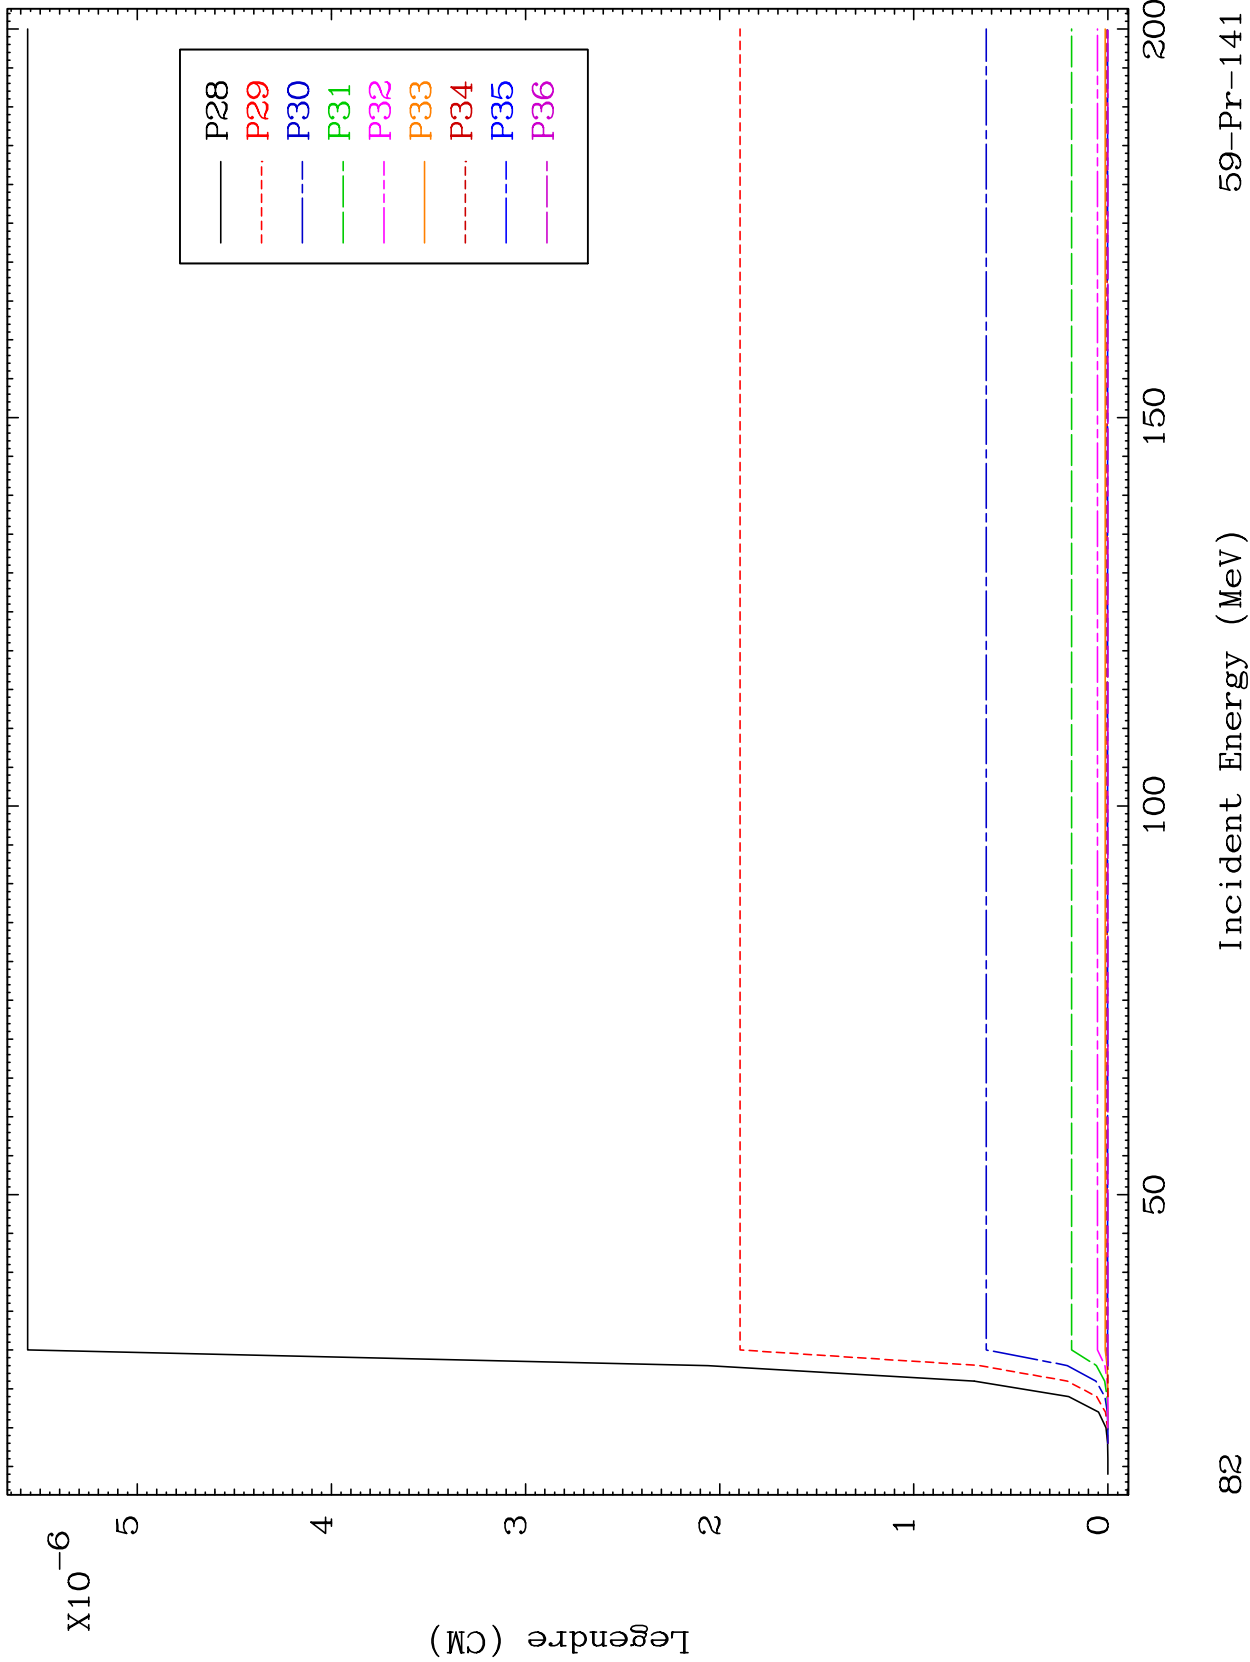 X10-6
5
4
3
2
1
0
Legendre (CM)
P28
P29
P30
P31
P32
P33
P34
P35
P36
50
100
150
200
82
Incident Energy (MeV)
59-Pr-141